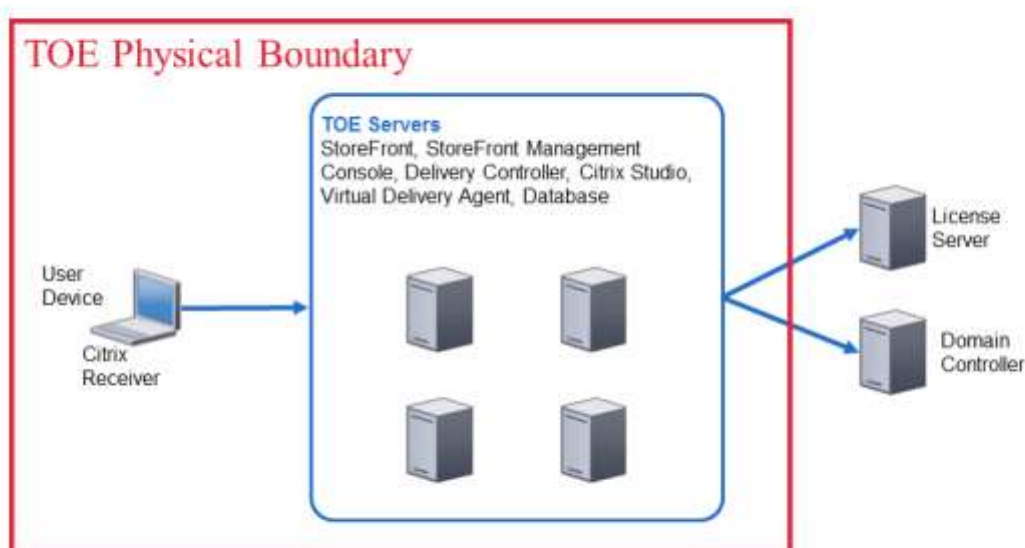 TOE Physical Boundary
TOE Servers
StoreFront, StoreFront Management
Console, Delivery Controller, Citrix Studio,
Virtual Delivery Agent, Database
User
Device
Citrix
Receiver
License
Server
Domain
Controller